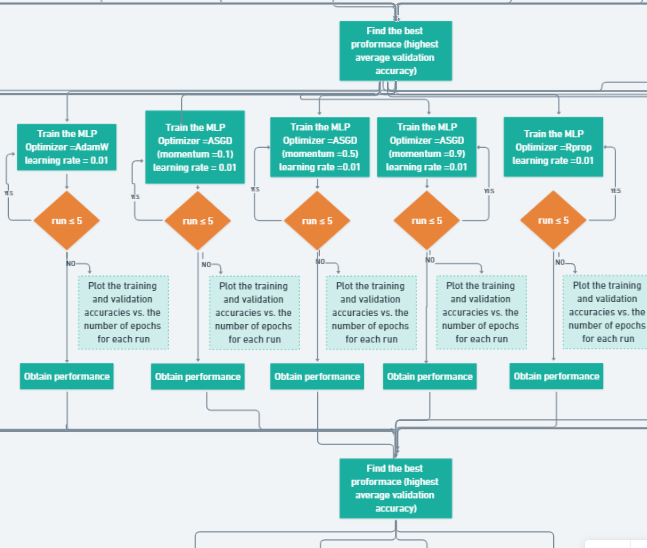 Find the best
proformace (highest
average validation
accuracy)
Train the MLP
Optimizer =AdamW
learning rate = 0.01
Train the MLP
Optimizer =ASGD
(momentum =0.1)
learning rate =0.01
Train the MLP
Optimizer =ASGD
(momentum =0.5)
learning rate =0.01
Train the MLP
Optimizer =ASGD
(momentum =0.9)
learning rate =0.01
Train the MLP
Optimizer =Rprop
learning rate =0.01
YES
YES
YES
YES
YES
run ≤ 5
run ≤ 5
run ≤ 5
run ≤ 5
run ≤ 5
NO
NO
NO
NO
NO
Plot the training
and validation
accuracies vs. the
number of epochs
for each run
Plot the training
and validation
accuracies vs. the
number of epochs
for each run
Plot the training
and validation
accuracies vs. the
number of epochs
for each run
Plot the training
and validation
accuracies vs. the
number of epochs
for each run
Plot the training
and validation
accuracies vs. the
number of epochs
for each run
Obtain performance
Obtain performance
Obtain performance
Obtain performance
Obtain performance
Find the best
proformace (highest
average validation
accuracy)